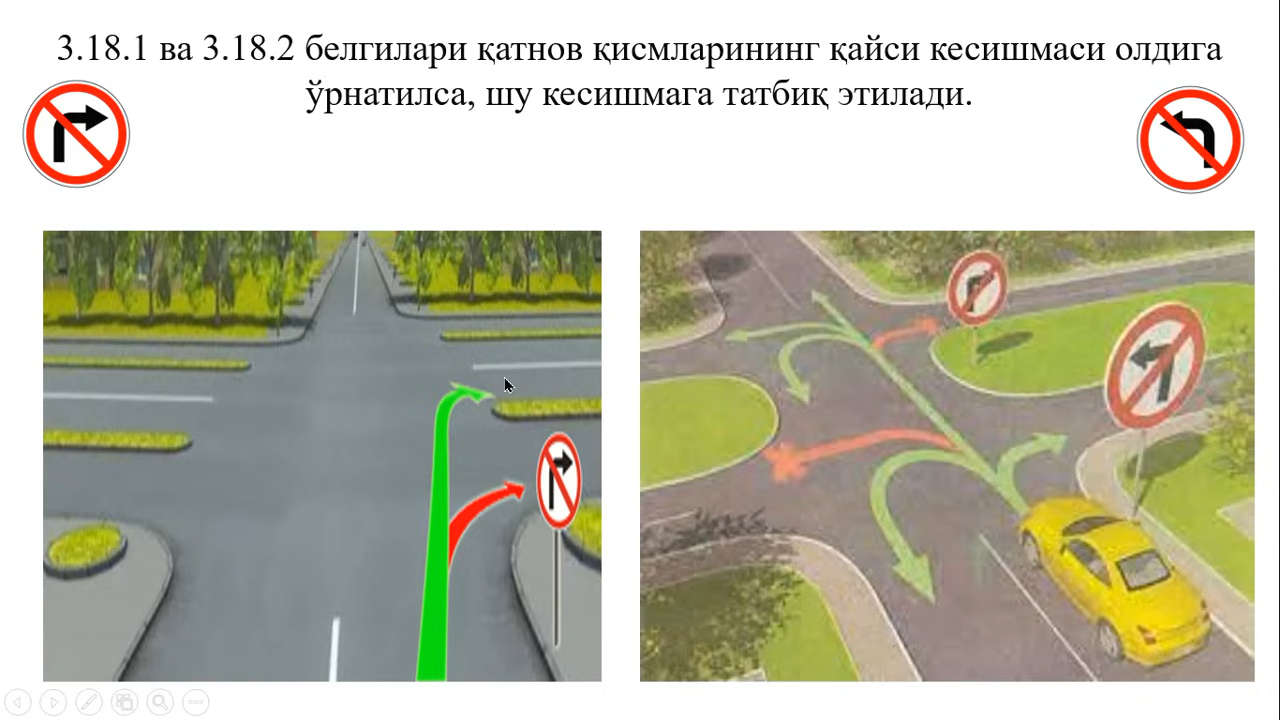 3.18.1 ва 3.18.2 белгилари қатнов қисмларининг қайси кесишмаси олдига
ўрнатилса, шу кесишмага татбиқ этилади.